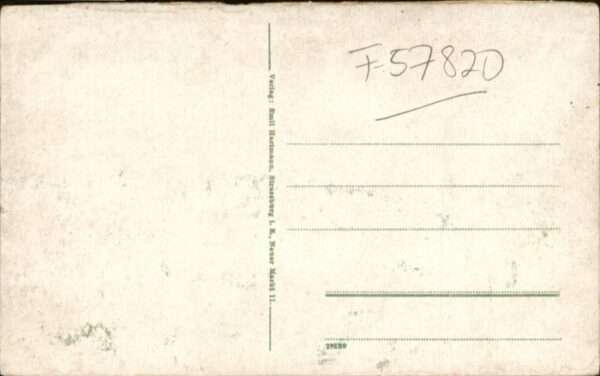 F-57820
Verlag: Emil Hartmann, Strassburg i. E., Neuer Markt 11.